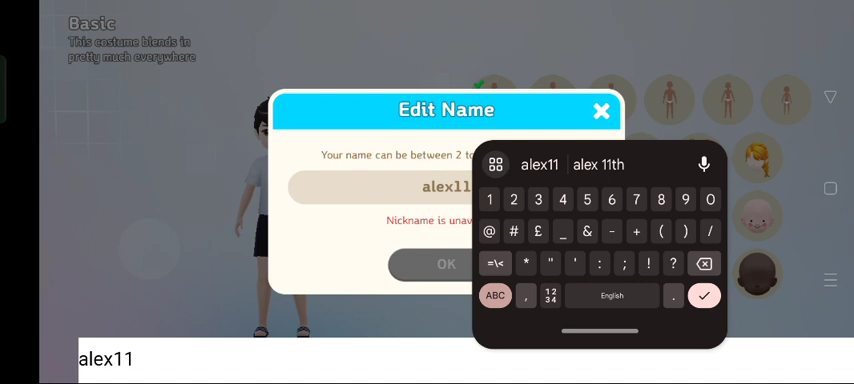 Basic
This costume blends in
pretty much everywhere
Edit Name
Your name can be between 2 to
alex11
Nickname is
OK
alex11 alex 11th
1 2 3 4 5 6 7 8 9 0
@ # £ _ & - + ( ) /
=\< * " ' : ; ! ?
ABC , 12 34 English .
alex11